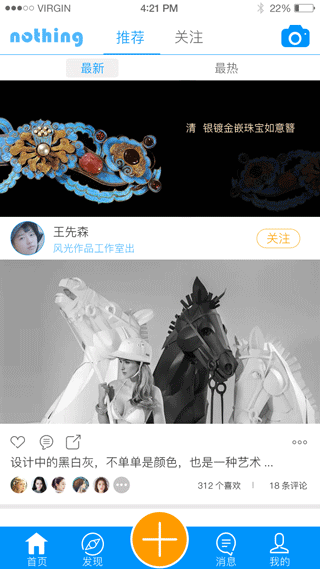 VIRGIN 4:21 PM 22%
nothing 推荐 关注
最新 最热
清 银镀金嵌珠宝如意簪
王先森
风光作品工作室出
关注
设计中的黑白灰，不单单是颜色，也是一种艺术 ...
312 个喜欢 | 18 条评论
首页 发现 消息 我的